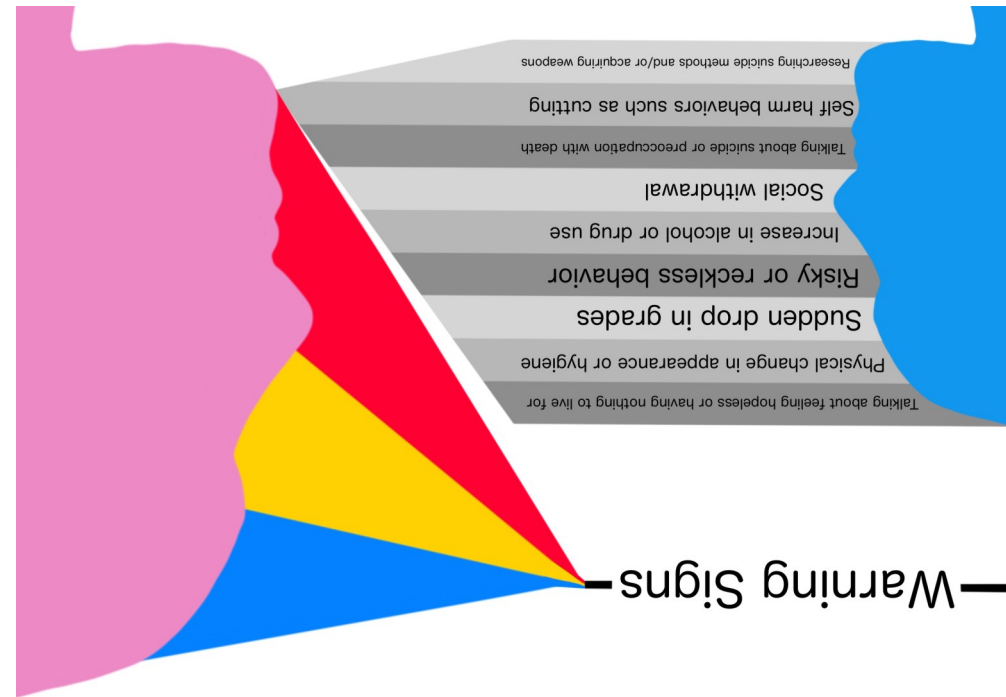 Warning Signs
Talking about feeling hopeless or having nothing to live for
Physical change in appearance or hygiene
Sudden drop in grades
Risky or reckless behavior
Increase in alcohol or drug use
Social withdrawal
Talking about suicide or preoccupation with death
Self harm behaviors such as cutting
Researching suicide methods and/or acquiring weapons